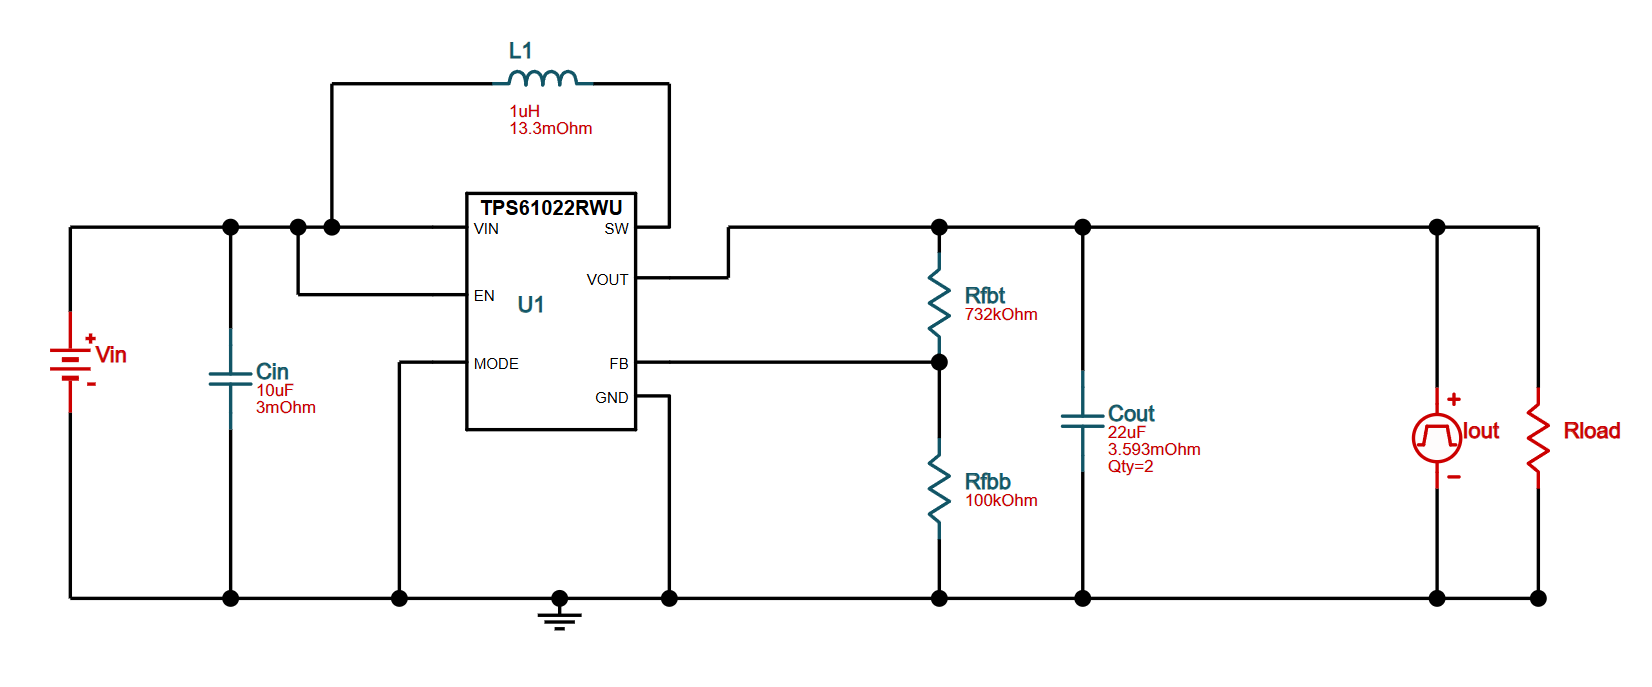 L1
1uH
13.3mOhm
TPS61022RWU
VIN
SW
VOUT
EN
U1
MODE
FB
GND
+
Vin
-
Cin
10uF
3mOhm
Rfbt
732kOhm
Rfbb
100kOhm
Cout
22uF
3.593mOhm
Qty=2
+
Iout
-
Rload